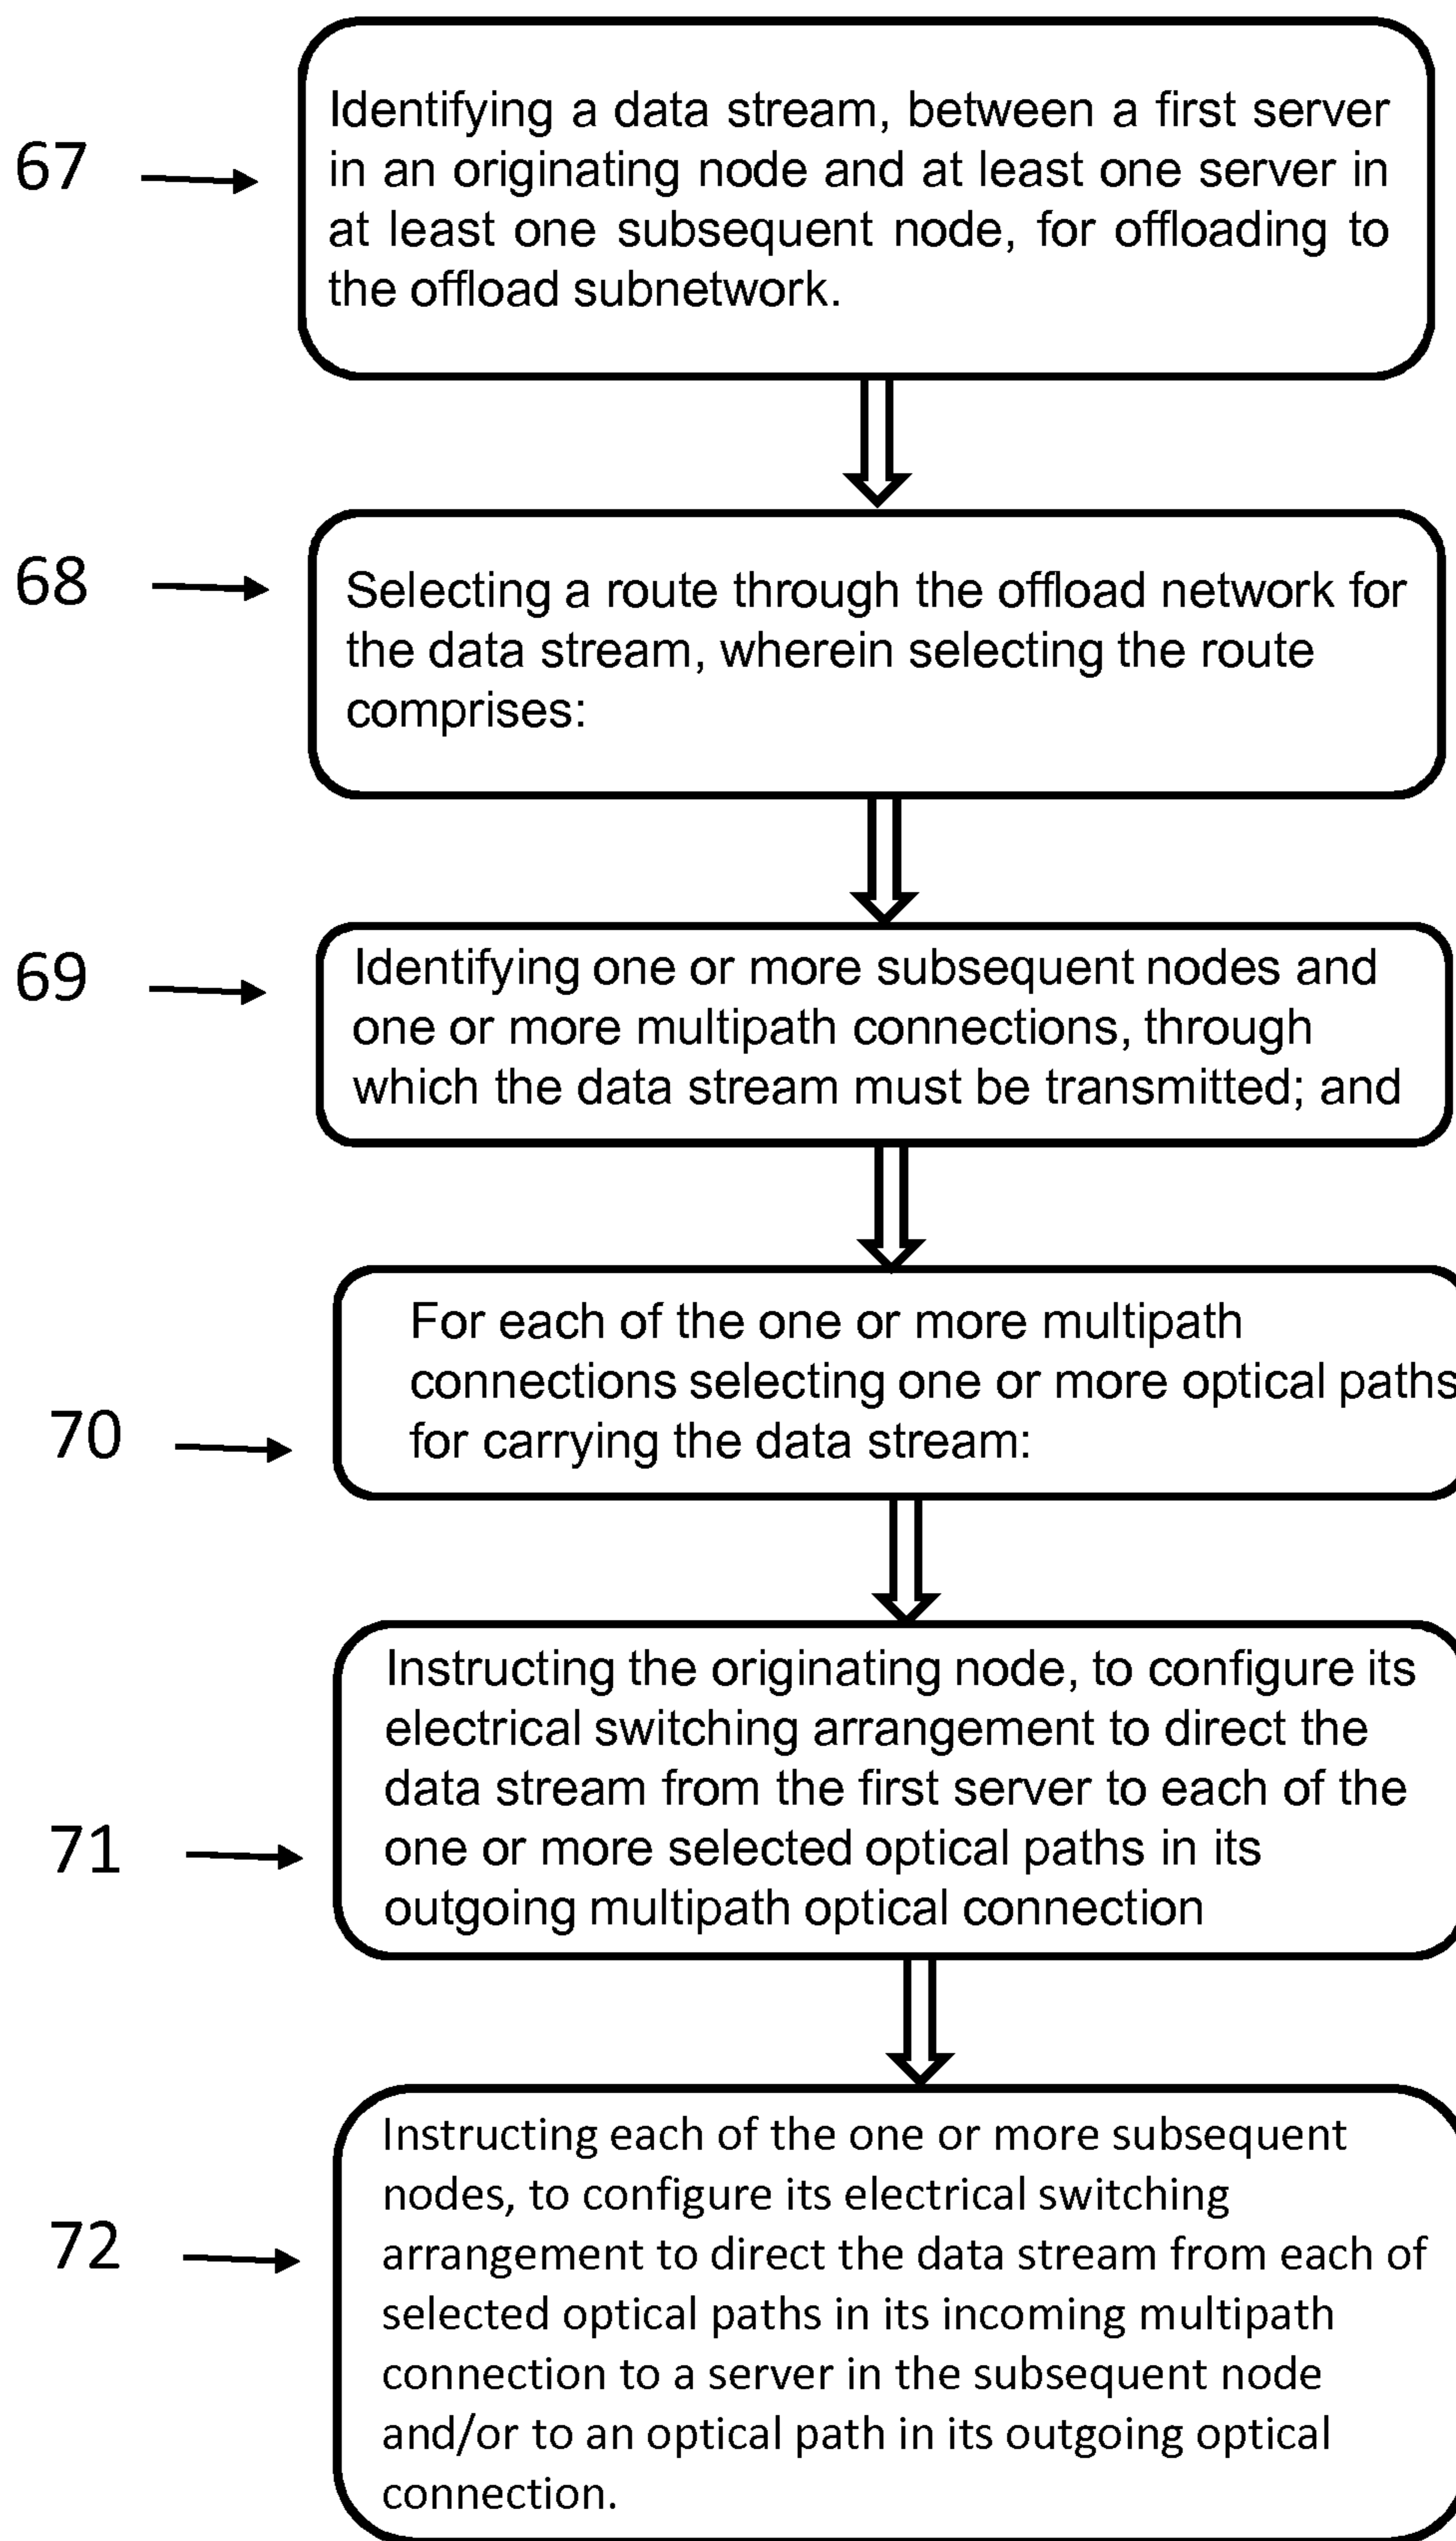 67
Identifying a data stream, between a first server
in an originating node and at least one server in
at least one subsequent node, for offloading to
the offload subnetwork.
68
Selecting a route through the offload network for
the data stream, wherein selecting the route
comprises:
69
Identifying one or more subsequent nodes and
one or more multipath connections, through
which the data stream must be transmitted; and
70
For each of the one or more multipath
connections selecting one or more optical paths
for carrying the data stream:
71
Instructing the originating node, to configure its
electrical switching arrangement to direct the
data stream from the first server to each of the
one or more selected optical paths in its
outgoing multipath optical connection
72
Instructing each of the one or more subsequent
nodes, to configure its electrical switching
arrangement to direct the data stream from each of
selected optical paths in its incoming multipath
connection to a server in the subsequent node
and/or to an optical path in its outgoing optical
connection.